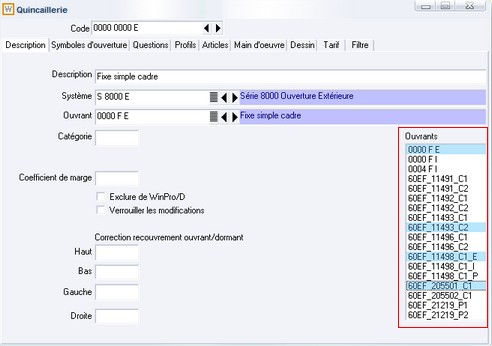 Quincaillerie
Code 0000 0000 E
Description Symboles d'ouverture Questions Profils Articles Main d'oeuvre Dessin Tarif Filtre
Description Fixe simple cadre
Système S 8000 E Série 8000 Ouverture Extérieure
Ouvrant 0000 F E Fixe simple cadre
Catégorie
Coefficient de marge
Exclure de WinPro/D
Verrouiller les modifications
Correction recouvrement ouvrant/dormant
Haut
Bas
Gauche
Droite
Ouvrants
0000 F E
0000 F I
0004 F I
60EF_11491_C1
60EF_11491_C2
60EF_11492_C1
60EF_11492_C2
60EF_11493_C1
60EF_11493_C2
60EF_11496_C1
60EF_11496_C2
60EF_11498_C1_E
60EF_11498_C1_I
60EF_11498_C1_P
60EF_205501_C1
60EF_205502_C1
60EF_21219_P1
60EF_21219_P2